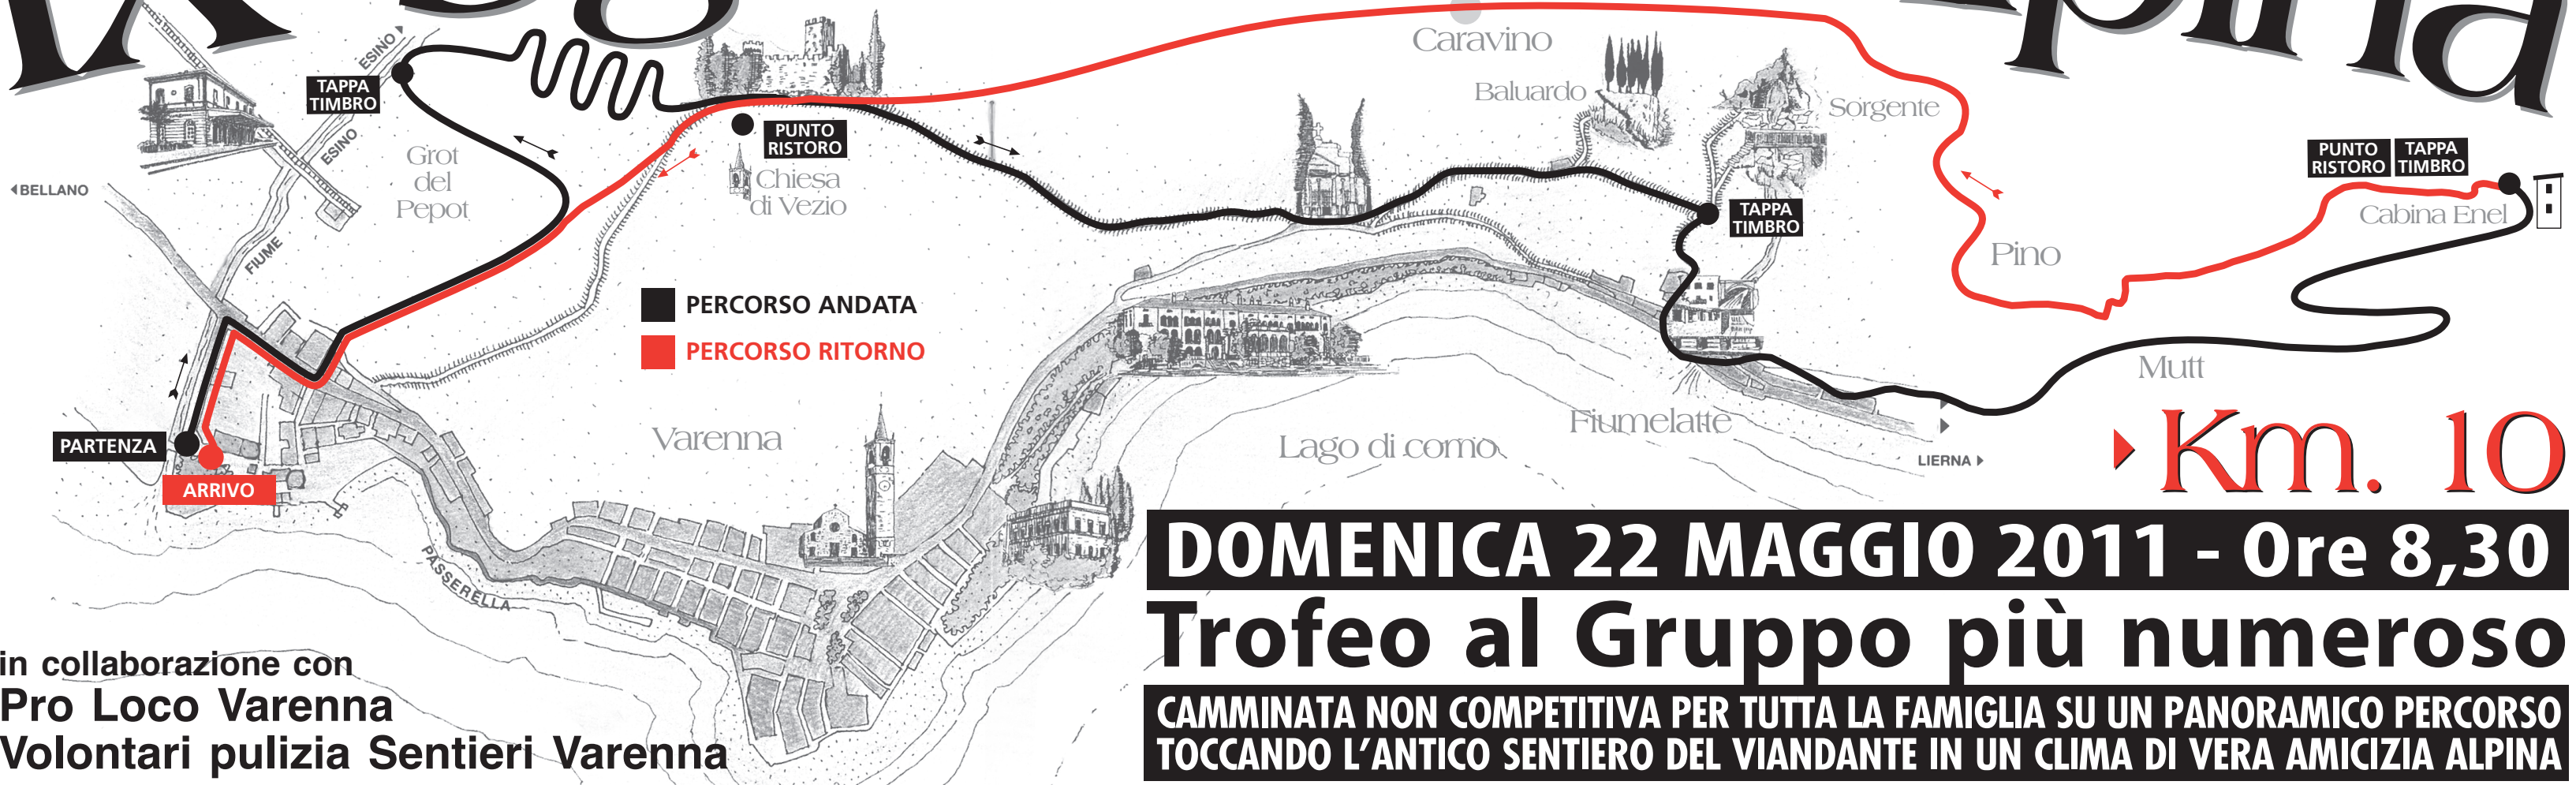 Caravino
ESINO
TAPPA
TIMBRO
Baluardo
Sorgente
PUNTO
RISTORO
ESINO
Grot
del
Pepot
Chiesa
di Vezio
BELLANO
PUNTO
RISTORO
TAPPA
TIMBRO
Cabina Enel
TAPPA
TIMBRO
FIUME
Pino
PERCORSO ANDATA
PERCORSO RITORNO
Mutt
PARTENZA
Varenna
Lago di como
Fiumelatte
LIERNA
Km. 10
ARRIVO
PASSERELLA
DOMENICA 22 MAGGIO 2011 - Ore 8,30
Trofeo al Gruppo più numeroso
CAMMINATA NON COMPETITIVA PER TUTTA LA FAMIGLIA SU UN PANORAMICO PERCORSO
TOCCANDO L'ANTICO SENTIERO DEL VIANDANTE IN UN CLIMA DI VERA AMICIZIA ALPINA
in collaborazione con
Pro Loco Varenna
Volontari pulizia Sentieri Varenna